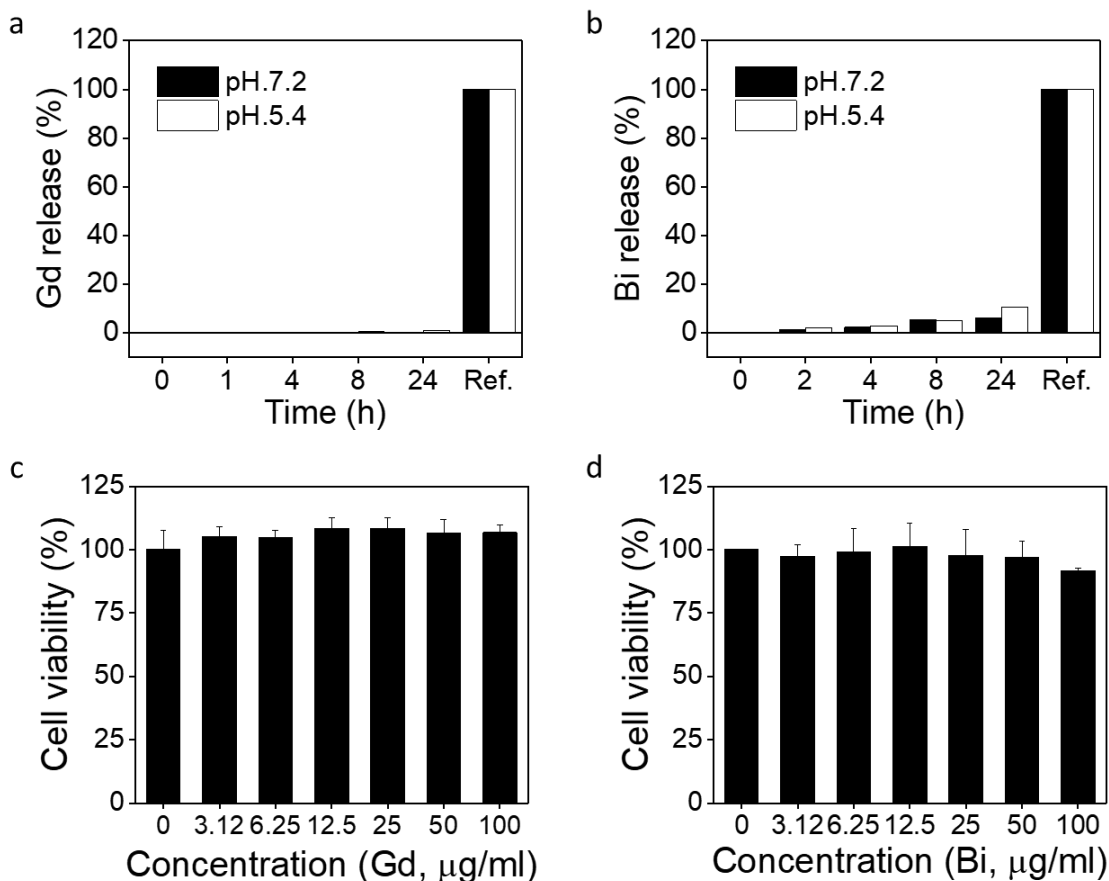 a
120
100
80
60
40
20
0
Gd release (%)
pH.7.2
pH.5.4
0 1 4 8 24 Ref.
Time (h)
b
120
100
80
60
40
20
0
Bi release (%)
pH.7.2
pH.5.4
0 2 4 8 24 Ref.
Time (h)
c
125
100
75
50
25
0
Cell viability (%)
0 3.12 6.25 12.5 25 50 100
Concentration (Gd, μg/ml)
d
125
100
75
50
25
0
Cell viability (%)
0 3.12 6.25 12.5 25 50 100
Concentration (Bi, μg/ml)